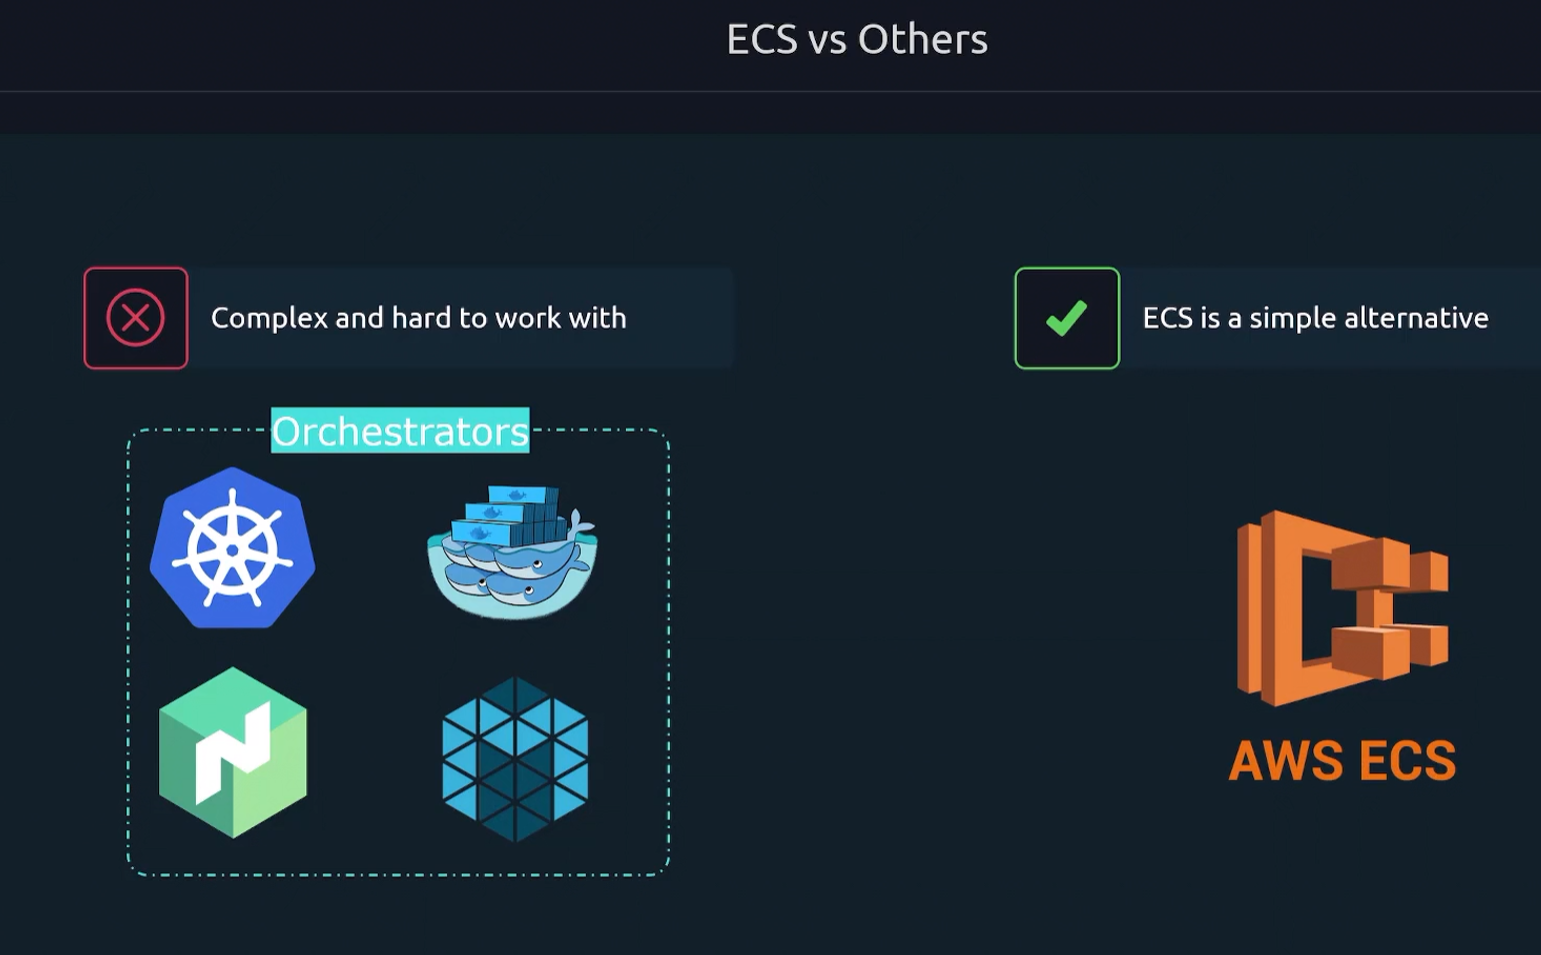 ECS vs Others
Complex and hard to work with
ECS is a simple alternative
Orchestrators
AWS ECS